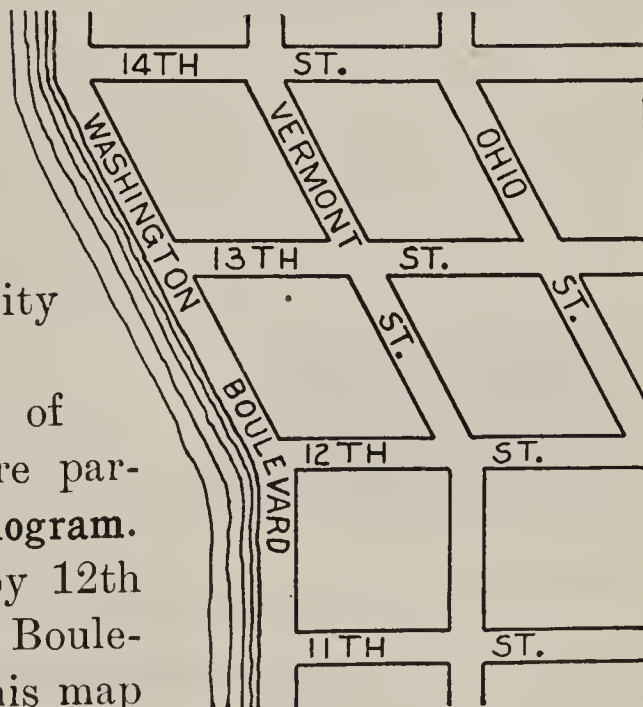 14TH ST.
WASHINGTON
BOULEVARD
VERMONT
ST.
OHIO
ST.
13TH ST.
12TH ST.
11TH ST.
ity
of
re par-
ogram.
by 12th
Boule-
his map